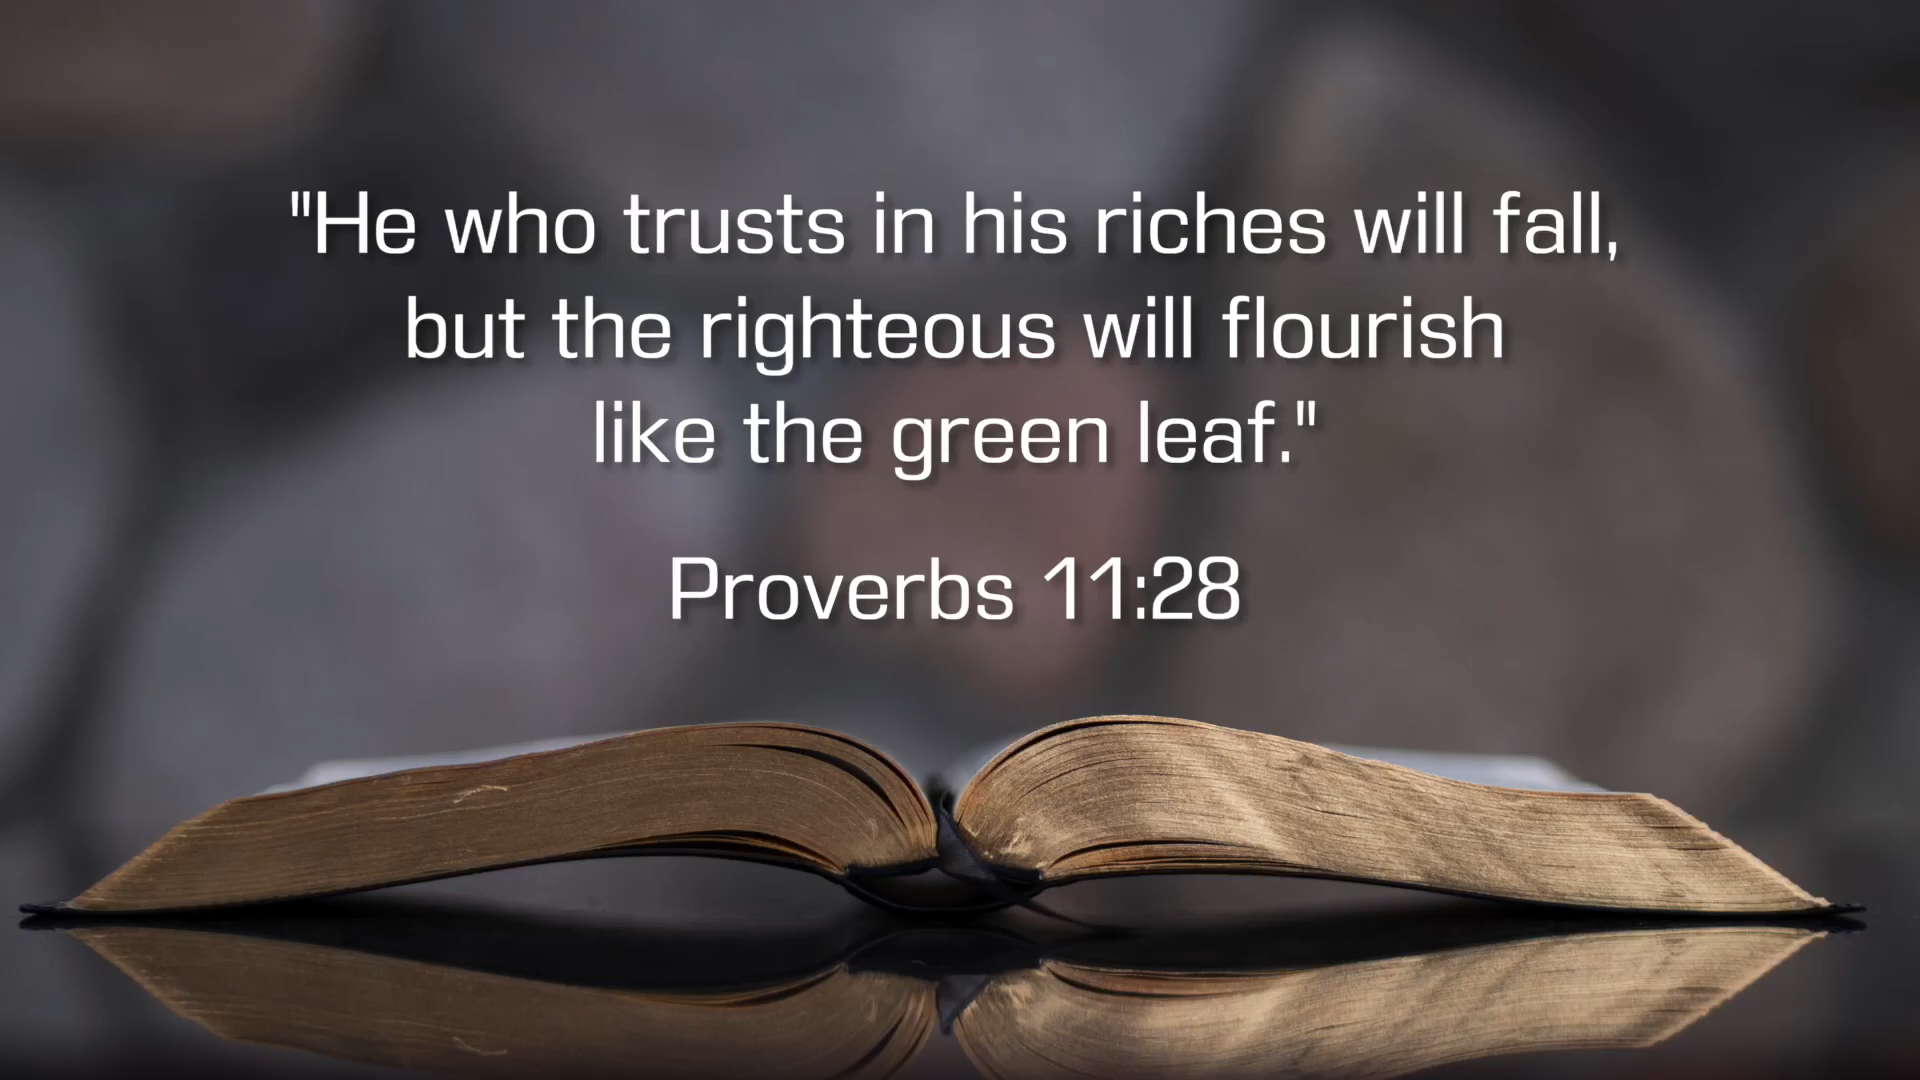 "He who trusts in his riches will fall,
but the righteous will flourish
like the green leaf."
Proverbs 11:28